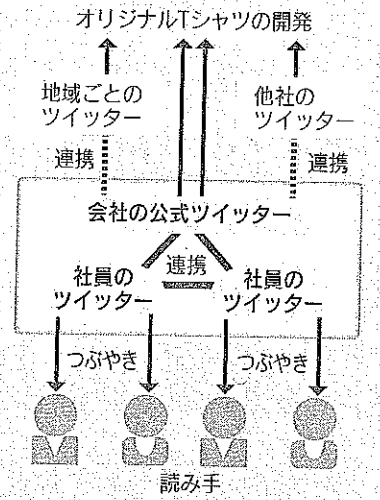 オリジナルTシャツの開発
地域ごとの
ツイッター
他社の
ツイッター
連携
連携
会社の公式ツイッター
連携
社員の
ツイッター
社員の
ツイッター
つぶやき
つぶやき
読み手